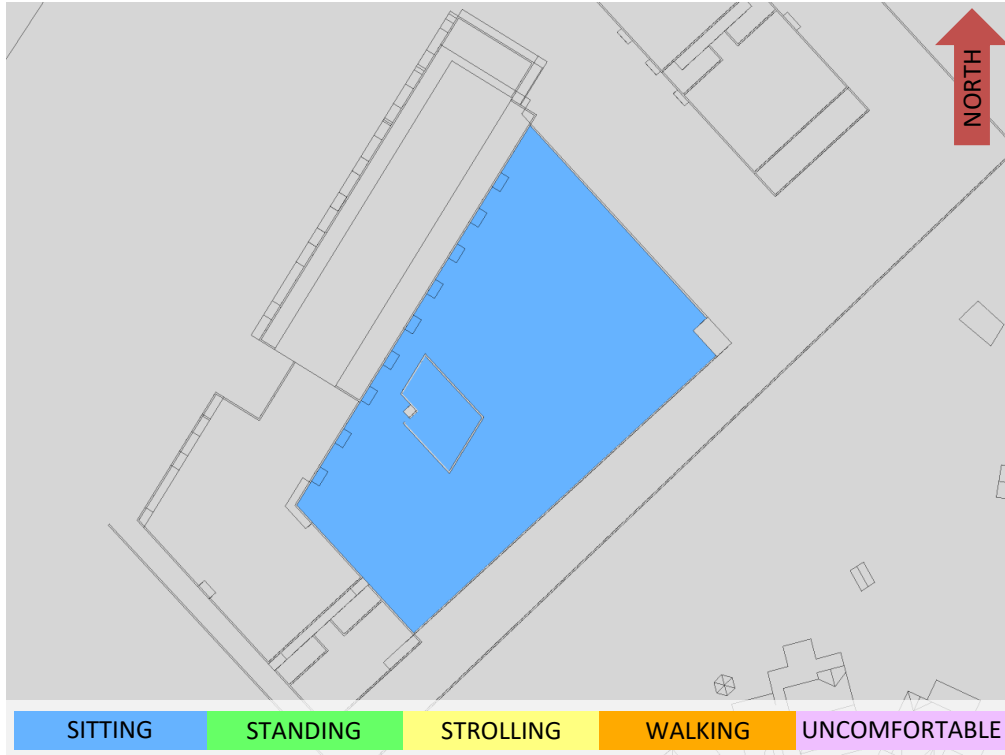 NORTH
SITTING
STANDING
STROLLING
WALKING
UNCOMFORTABLE